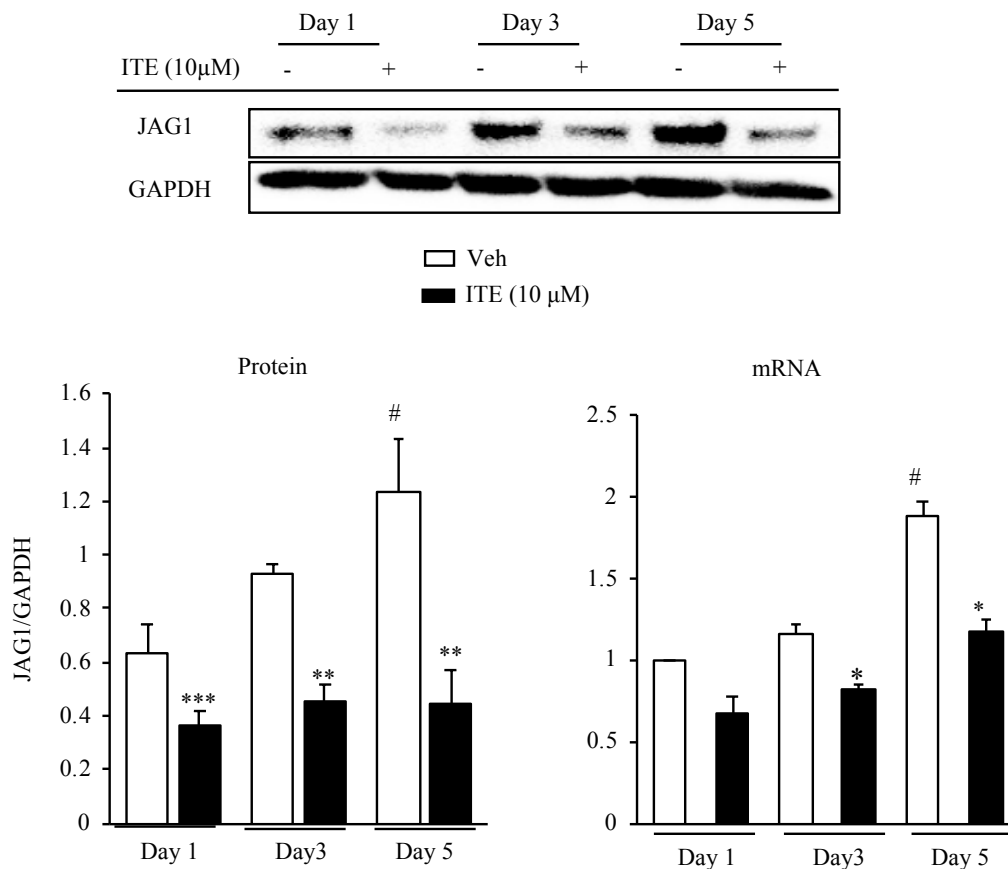 Day 1 Day 3 Day 5
ITE (10µM) - + - + - +
JAG1
GAPDH
Veh
ITE (10 µM)
Protein
JAG1/GAPDH
1.6
1.4
1.2
1
0.8
0.6
0.4
0.2
0
#
***
**
**
Day 1 Day3 Day 5
mRNA
2.5
2
1.5
1
0.5
0
#
*
*
Day 1 Day3 Day 5